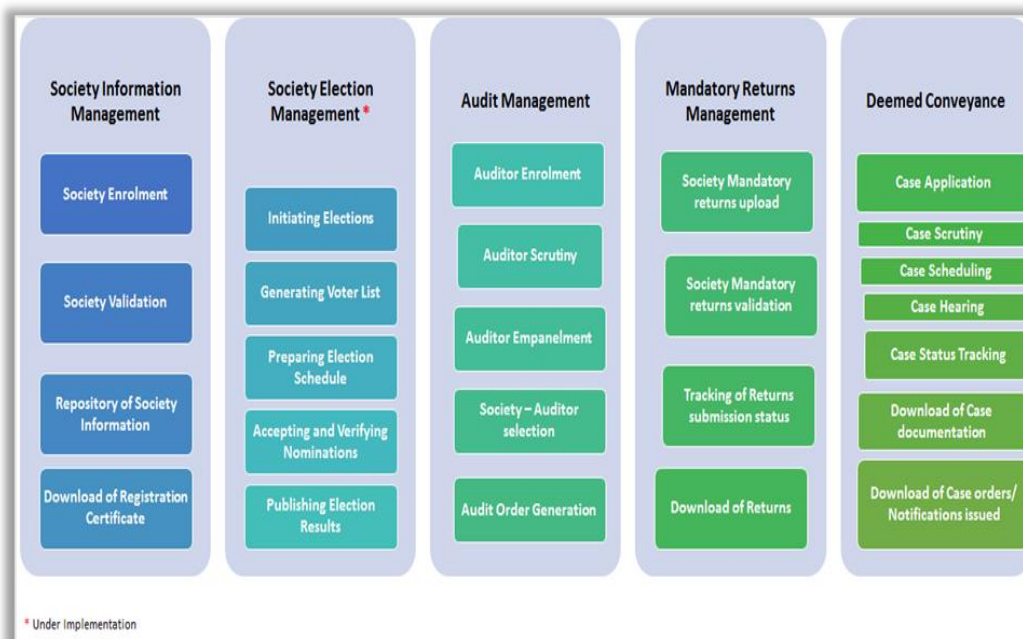 Society Information
Management
Society Enrolment
Society Validation
Repository of Society
Information
Download of Registration
Certificate
Society Election
Management *
Initiating Elections
Generating Voter List
Preparing Election
Schedule
Accepting and Verifying
Nominations
Publishing Election
Results
Audit Management
Auditor Enrolment
Auditor Scrutiny
Auditor Empanelment
Society – Auditor
selection
Audit Order Generation
Mandatory Returns
Management
Society Mandatory
returns upload
Society Mandatory
returns validation
Tracking of Returns
submission status
Download of Returns
Deemed Conveyance
Case Application
Case Scrutiny
Case Scheduling
Case Hearing
Case Status Tracking
Download of Case
documentation
Download of Case orders/
Notifications issued
* Under Implementation